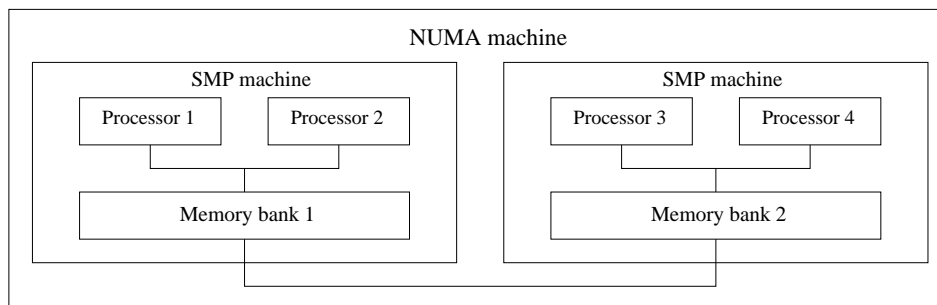 NUMA machine
SMP machine
Processor 1
Processor 2
Memory bank 1
SMP machine
Processor 3
Processor 4
Memory bank 2